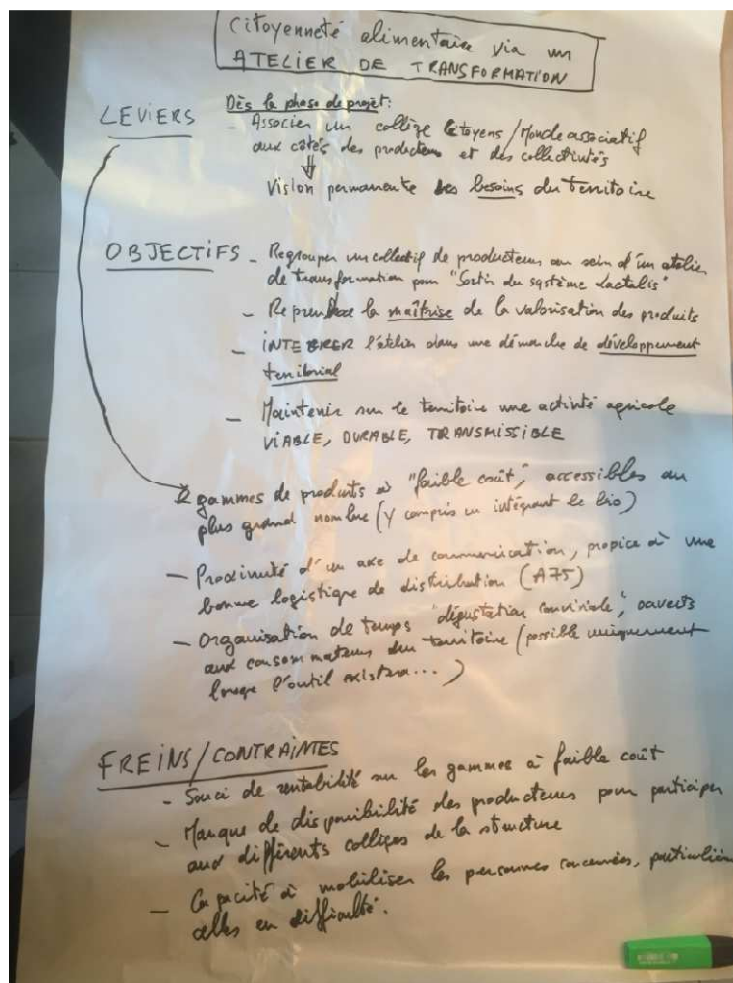 Citoyenneté alimentaire via un
ATELIER DE TRANSFORMATION
LEVIERS
Dès la phase de projet:
- Associer un collège Citoyens/Monde associatif
aux côtés des producteurs et des collectivités
⇓
Vision permanente des besoins du territoire
OBJECTIFS - Regrouper un collectif de producteurs au sein d'un atelier
de transformation pour "Sortir du système Lactalis"
- Reprendre la maîtrise de la valorisation des produits
- INTEGRER l'atelier dans une démarche de développement
territorial
- Maintenir sur le territoire une activité agricole
VIABLE, DURABLE, TRANSMISSIBLE
gammes de produits à "faible coût", accessibles au
plus grand nombre (y compris en intégrant le bio)
- Proximité d'un axe de communication, propice à une
bonne logistique de distribution (A75)
- Organisation de temps "dégustation conviviale", ouverts
aux consommateurs du territoire (possible uniquement
lorsque l'outil existera...)
FREINS/CONTRAINTES
- Souci de rentabilité sur les gammes à faible coût
- Manque de disponibilité des producteurs pour participer
aux différents collèges de la structure
- Capacité à mobiliser les personnes concernées, particulièr
celles en difficulté.